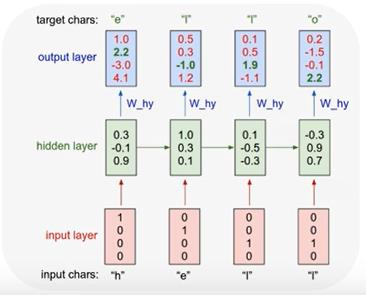 target chars: "e" "l" "l" "o"
1.0 0.5 0.1 0.2
2.2 0.3 0.5 -1.5
output layer -3.0 -1.0 1.9 -0.1
4.1 1.2 -1.1 2.2
W_hy W_hy W_hy W_hy
0.3 1.0 0.1 -0.3
hidden layer -0.1 0.3 -0.5 0.9
0.9 0.1 -0.3 0.7
1 0 0 0
0 1 0 0
input layer 0 0 1 1
0 0 0 0
input chars: "h" "e" "l" "l"